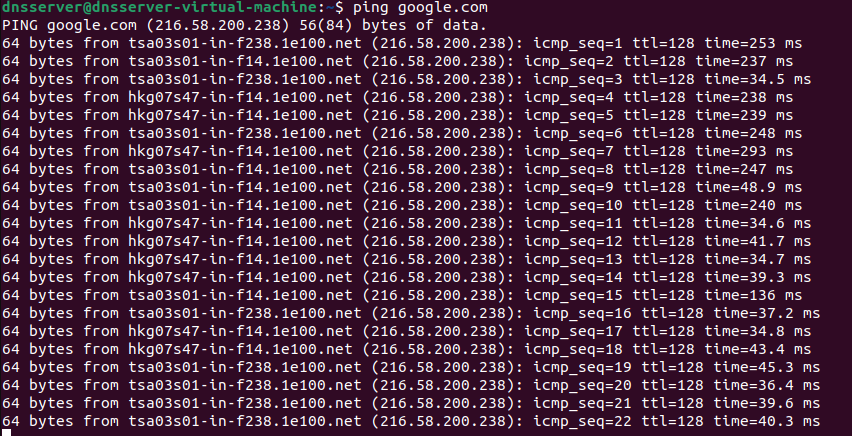 dnsserver@dnsserver-virtual-machine:~$ ping google.com
PING google.com (216.58.200.238) 56(84) bytes of data.
64 bytes from tsa03s01-in-f238.1e100.net (216.58.200.238): icmp_seq=1 ttl=128 time=253 ms
64 bytes from tsa03s01-in-f14.1e100.net (216.58.200.238): icmp_seq=2 ttl=128 time=237 ms
64 bytes from tsa03s01-in-f238.1e100.net (216.58.200.238): icmp_seq=3 ttl=128 time=34.5 ms
64 bytes from hkg07s47-in-f14.1e100.net (216.58.200.238): icmp_seq=4 ttl=128 time=238 ms
64 bytes from hkg07s47-in-f14.1e100.net (216.58.200.238): icmp_seq=5 ttl=128 time=239 ms
64 bytes from tsa03s01-in-f238.1e100.net (216.58.200.238): icmp_seq=6 ttl=128 time=248 ms
64 bytes from hkg07s47-in-f14.1e100.net (216.58.200.238): icmp_seq=7 ttl=128 time=293 ms
64 bytes from tsa03s01-in-f14.1e100.net (216.58.200.238): icmp_seq=8 ttl=128 time=247 ms
64 bytes from tsa03s01-in-f14.1e100.net (216.58.200.238): icmp_seq=9 ttl=128 time=48.9 ms
64 bytes from tsa03s01-in-f14.1e100.net (216.58.200.238): icmp_seq=10 ttl=128 time=240 ms
64 bytes from hkg07s47-in-f14.1e100.net (216.58.200.238): icmp_seq=11 ttl=128 time=34.6 ms
64 bytes from hkg07s47-in-f14.1e100.net (216.58.200.238): icmp_seq=12 ttl=128 time=41.7 ms
64 bytes from hkg07s47-in-f14.1e100.net (216.58.200.238): icmp_seq=13 ttl=128 time=34.7 ms
64 bytes from hkg07s47-in-f14.1e100.net (216.58.200.238): icmp_seq=14 ttl=128 time=39.3 ms
64 bytes from tsa03s01-in-f14.1e100.net (216.58.200.238): icmp_seq=15 ttl=128 time=136 ms
64 bytes from tsa03s01-in-f238.1e100.net (216.58.200.238): icmp_seq=16 ttl=128 time=37.2 ms
64 bytes from hkg07s47-in-f14.1e100.net (216.58.200.238): icmp_seq=17 ttl=128 time=34.8 ms
64 bytes from hkg07s47-in-f14.1e100.net (216.58.200.238): icmp_seq=18 ttl=128 time=43.4 ms
64 bytes from tsa03s01-in-f238.1e100.net (216.58.200.238): icmp_seq=19 ttl=128 time=45.3 ms
64 bytes from tsa03s01-in-f238.1e100.net (216.58.200.238): icmp_seq=20 ttl=128 time=36.4 ms
64 bytes from tsa03s01-in-f238.1e100.net (216.58.200.238): icmp_seq=21 ttl=128 time=39.6 ms
64 bytes from tsa03s01-in-f238.1e100.net (216.58.200.238): icmp_seq=22 ttl=128 time=40.3 ms